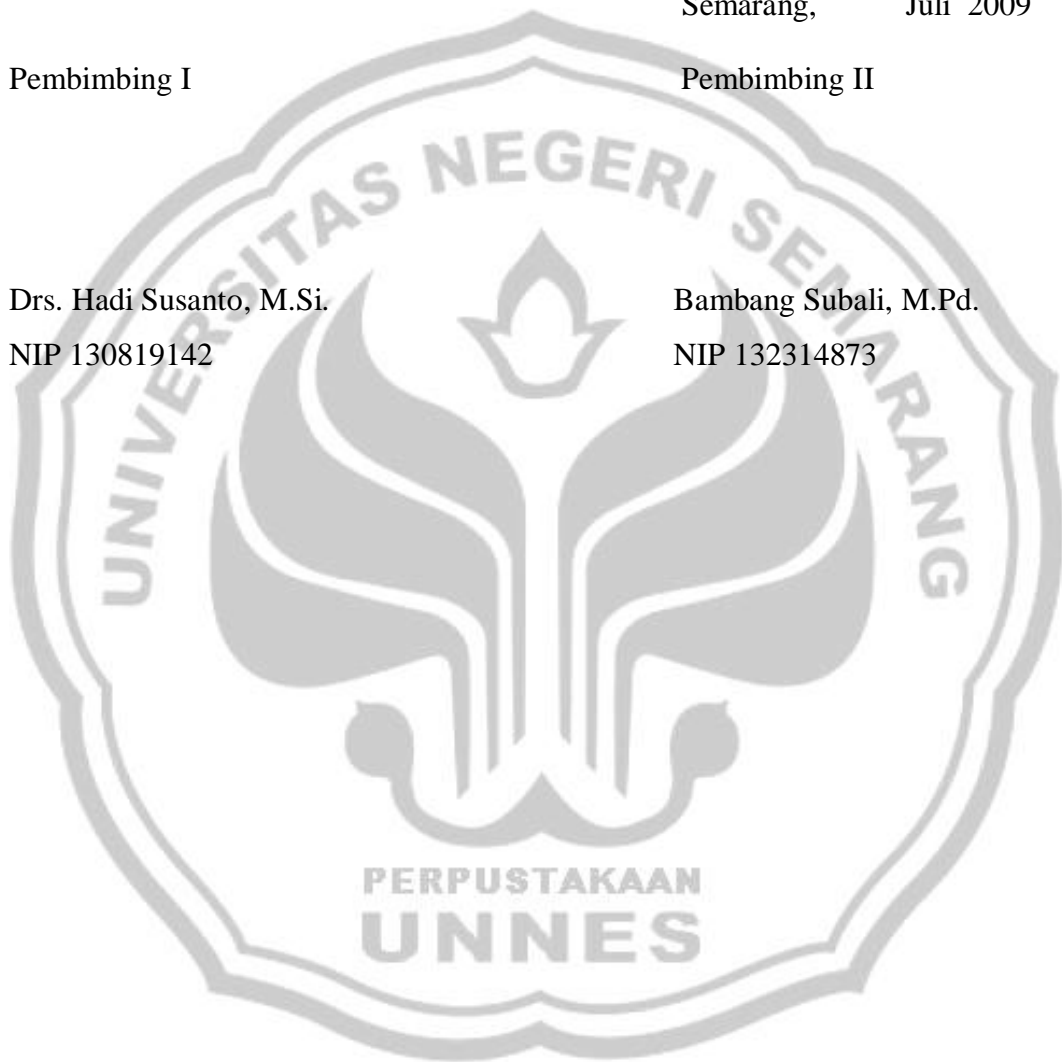 Semarang, Juli 2009
Pembimbing I Pembimbing II
Drs. Hadi Susanto, M.Si. Bambang Subali, M.Pd.
NIP 130819142 NIP 132314873
UNIVERSITAS NEGERI SEMARANG
PERPUSTAKAAN
UNNES